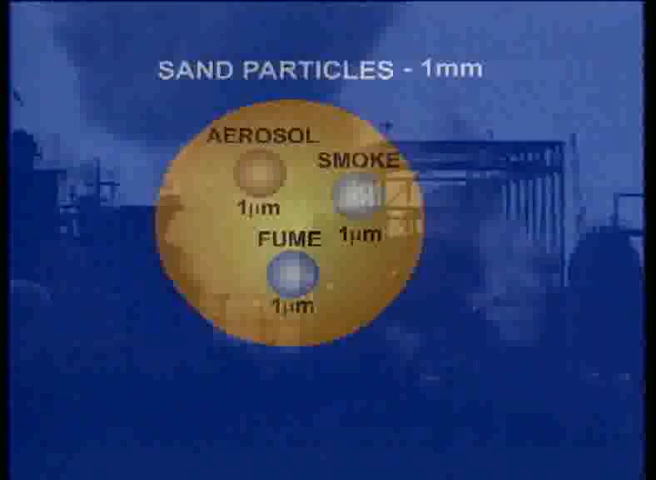 SAND PARTICLES - 1mm
AEROSOL
1μm
SMOKE
1μm
FUME
1μm